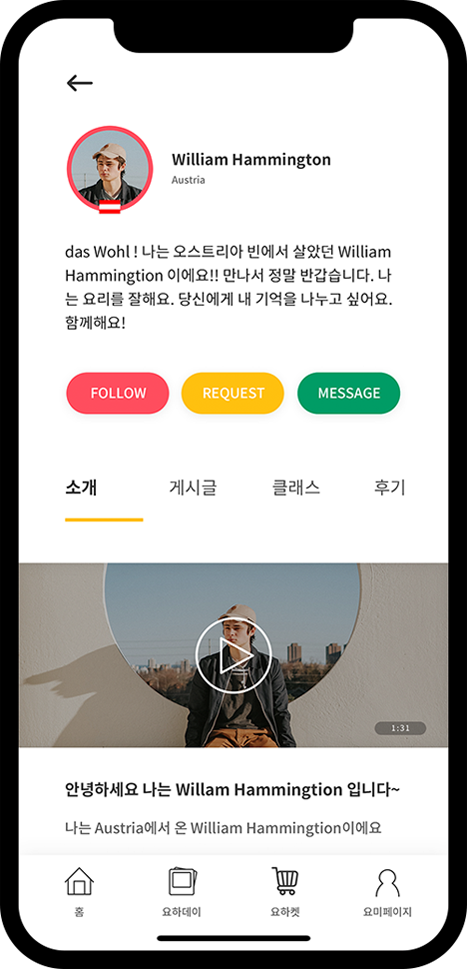 William Hammington
Austria
das Wohl ! 나는 오스트리아 빈에서 살았던 William
Hammingtion 이에요!! 만나서 정말 반갑습니다. 나
는 요리를 잘해요. 당신에게 내 기억을 나누고 싶어요.
함께해요!
FOLLOW REQUEST MESSAGE
소개 게시글 클래스 후기
1:31
안녕하세요 나는 Willam Hammingtion 입니다~
나는 Austria에서 온 William Hammingtion이에요
홈 요하데이 요하켓 요미페이지